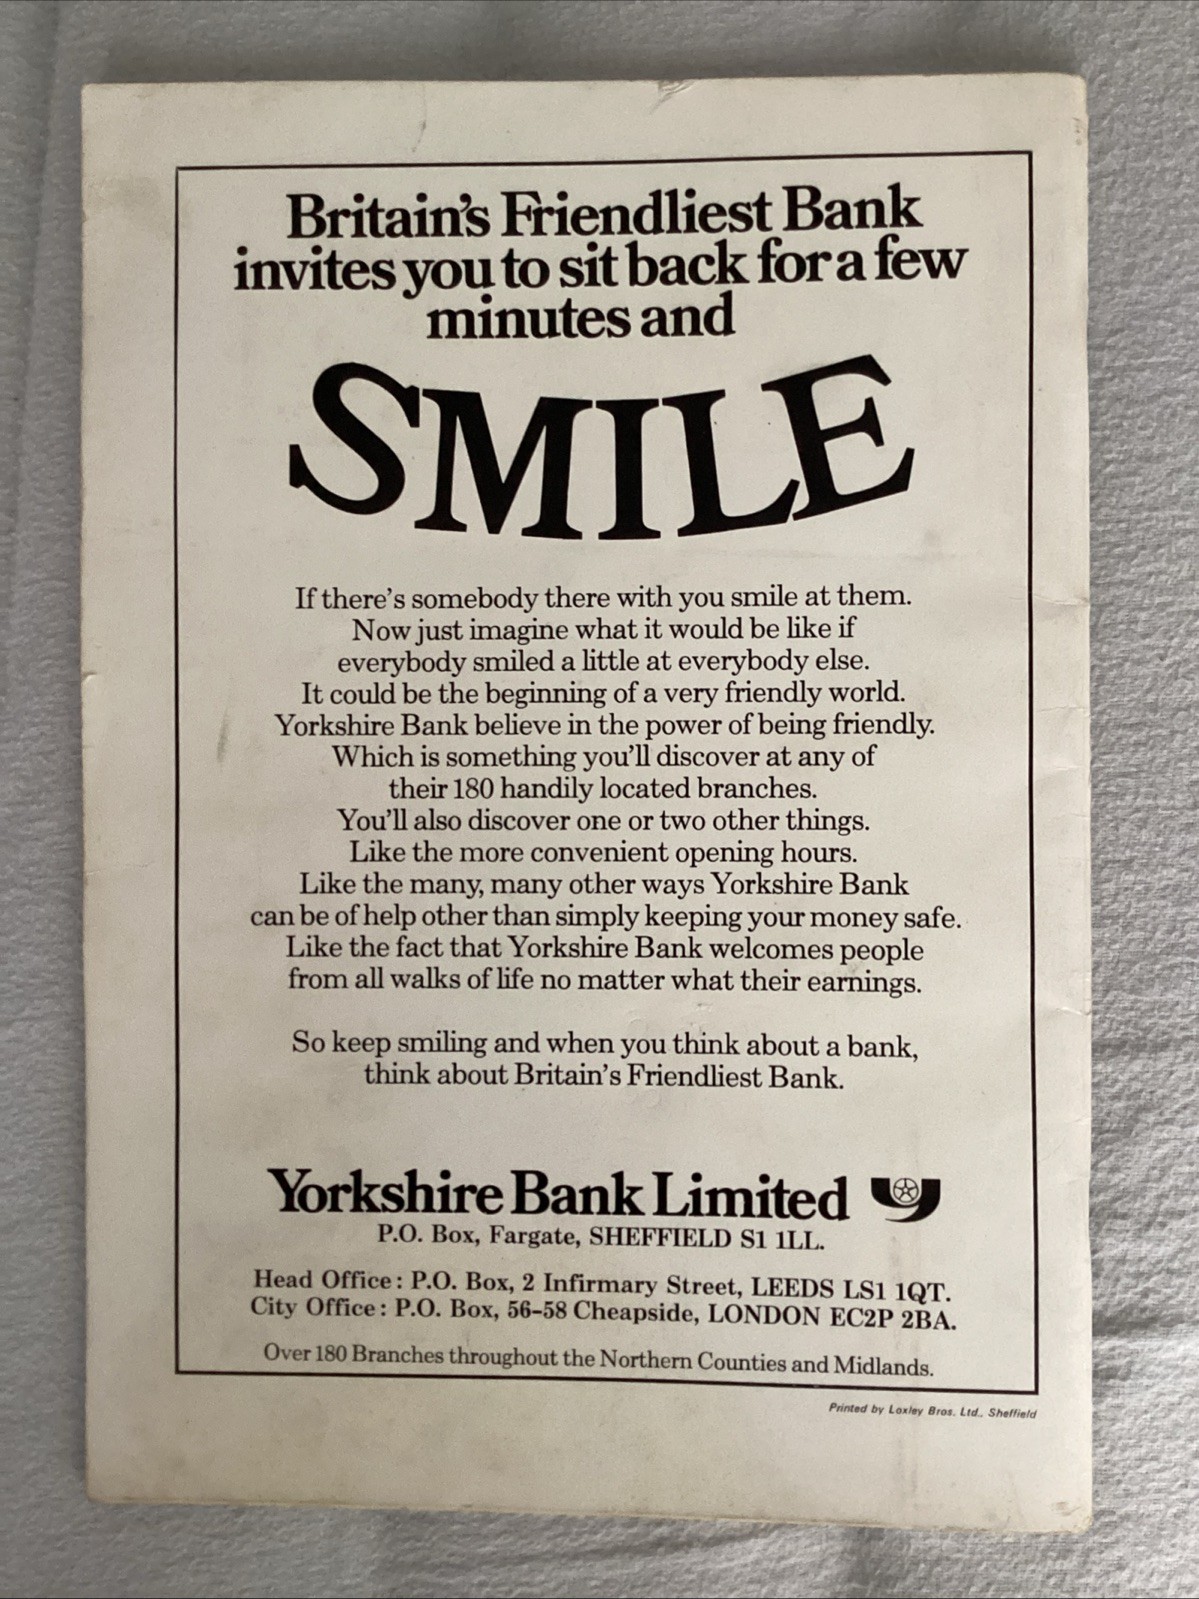 Britain's Friendliest Bank
invites you to sit back for a few
minutes and
SMILE
If there's somebody there with you smile at them.
Now just imagine what it would be like if
everybody smiled a little at everybody else.
It could be the beginning of a very friendly world.
Yorkshire Bank believe in the power of being friendly.
Which is something you'll discover at any of
their 180 handily located branches.
You'll also discover one or two other things.
Like the more convenient opening hours.
Like the many, many other ways Yorkshire Bank
can be of help other than simply keeping your money safe.
Like the fact that Yorkshire Bank welcomes people
from all walks of life no matter what their earnings.
So keep smiling and when you think about a bank,
think about Britain's Friendliest Bank.
Yorkshire Bank Limited
P.O. Box, Fargate, SHEFFIELD S1 1LL.
Head Office: P.O. Box, 2 Infirmary Street, LEEDS LS1 1QT.
City Office: P.O. Box, 56-58 Cheapside, LONDON EC2P 2BA.
Over 180 Branches throughout the Northern Counties and Midlands.
Printed by Loxley Bros. Ltd., Sheffield